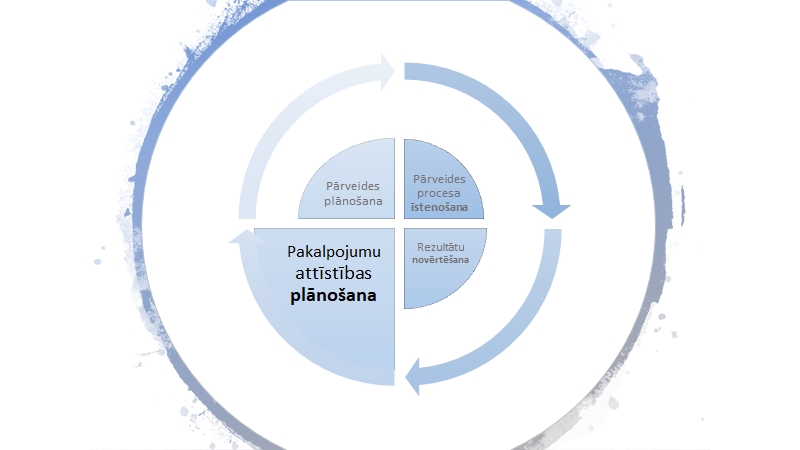 Pārveides
plānošana
Pārveides
procesa
īstenošana
Pakalpojumu
attīstības
plānošana
Rezultātu
novērtēšana